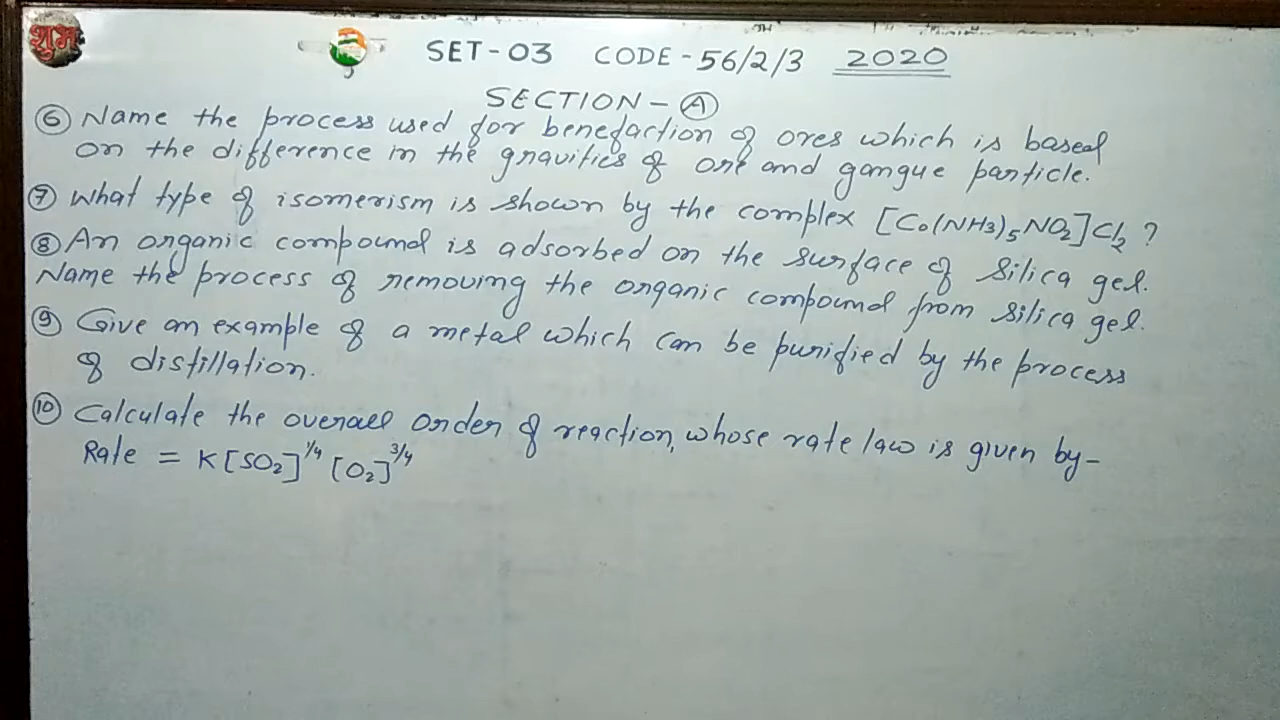 शुभ
SET-03 CODE-56/2/3 2020
SECTION-(A)
(6) Name the process used for benefaction of ores which is based
on the difference in the gravities of ore and gangue particle.
(7) What type of isomerism is shown by the complex [Co(NH3)5NO2]Cl2?
(8) An organic compound is adsorbed on the surface of silica gel.
Name the process of removing the organic compound from silica gel.
(9) Give an example of a metal which can be purified by the process
of distillation.
(10) Calculate the overall order of reaction, whose rate law is given by-
Rate = K[SO2]^1/4 [O2]^3/4